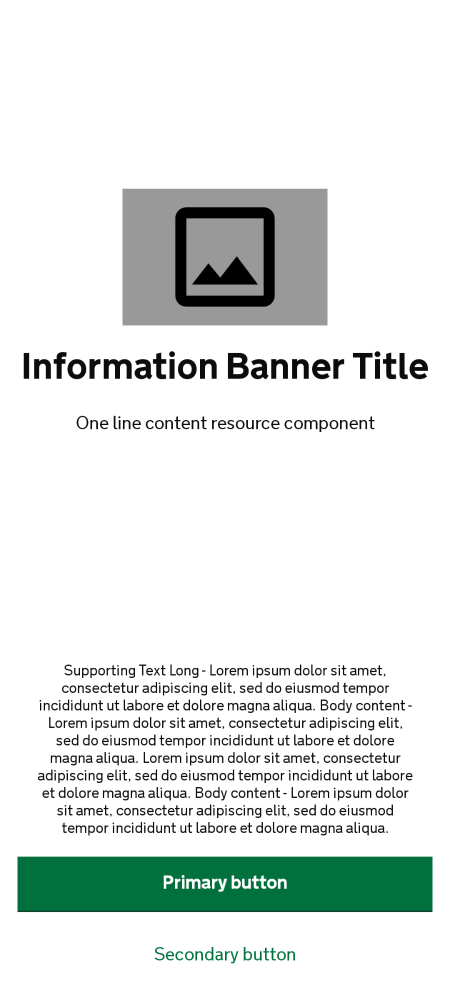 Information Banner Title
One line content resource component
Supporting Text Long - Lorem ipsum dolor sit amet,
consectetur adipiscing elit, sed do eiusmod tempor
incididunt ut labore et dolore magna aliqua. Body content -
Lorem ipsum dolor sit amet, consectetur adipiscing elit,
sed do eiusmod tempor incididunt ut labore et dolore
magna aliqua. Lorem ipsum dolor sit amet, consectetur
adipiscing elit, sed do eiusmod tempor incididunt ut labore
et dolore magna aliqua. Body content - Lorem ipsum dolor
sit amet, consectetur adipiscing elit, sed do eiusmod
tempor incididunt ut labore et dolore magna aliqua.
Primary button
Secondary button